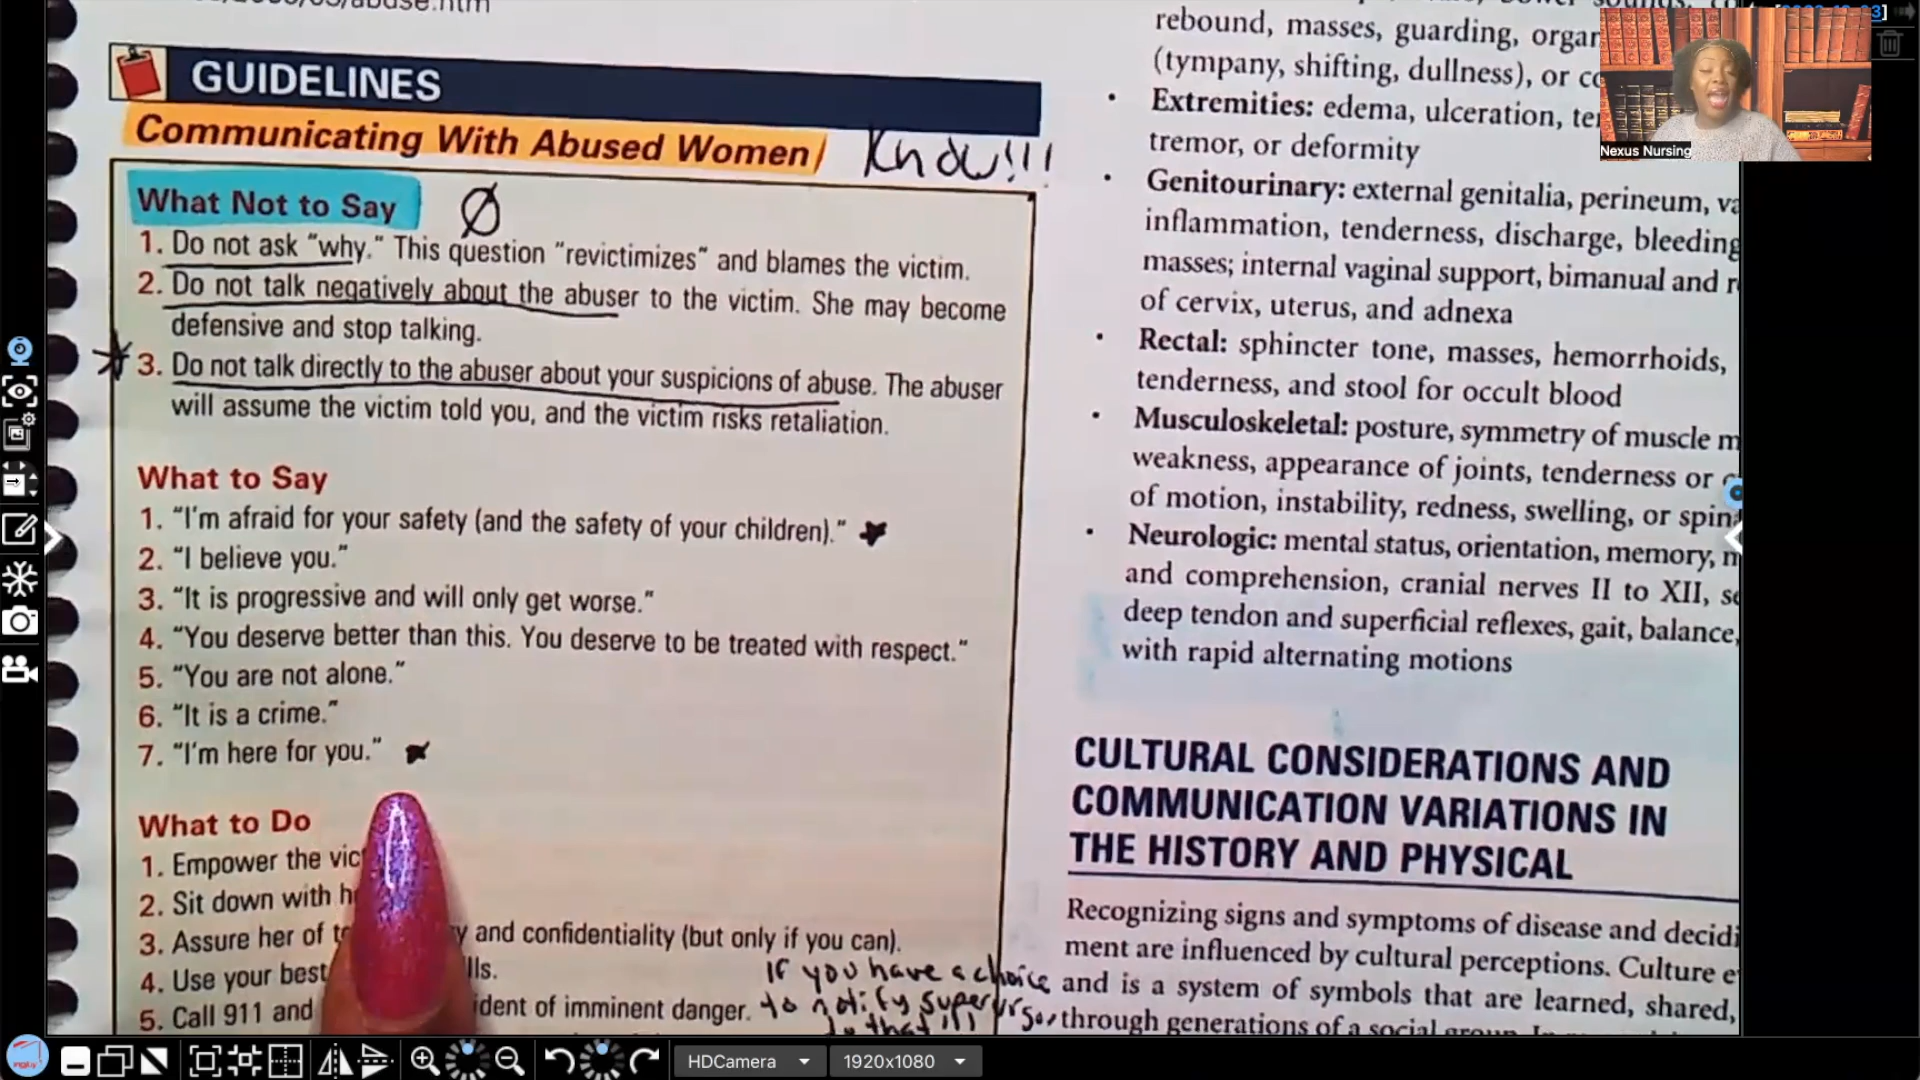 abuse.htm
GUIDELINES
Communicating With Abused Women
Know!!!
What Not to Say
1. Do not ask "why." This question "revictimizes" and blames the victim.
2. Do not talk negatively about the abuser to the victim. She may become
defensive and stop talking.
3. Do not talk directly to the abuser about your suspicions of abuse. The abuser
will assume the victim told you, and the victim risks retaliation.
What to Say
1. "I'm afraid for your safety (and the safety of your children)."
2. "I believe you."
3. "It is progressive and will only get worse."
4. "You deserve better than this. You deserve to be treated with respect."
5. "You are not alone."
6. "It is a crime."
7. "I'm here for you."
What to Do
1. Empower the
2. Sit down with
3. Assure her of and confidentiality (but only if you can).
4. Use your best
5. Call 911 and of imminent danger.
If you have a choice
to notify supervisor,
do that!!!
rebound, masses, guarding,
(tympany, shifting, dullness), or
• Extremities: edema, ulceration,
tremor, or deformity
• Genitourinary: external genitalia, perineum,
inflammation, tenderness, discharge, bleeding
masses; internal vaginal support, bimanual and
of cervix, uterus, and adnexa
• Rectal: sphincter tone, masses, hemorrhoids,
tenderness, and stool for occult blood
• Musculoskeletal: posture, symmetry of muscle
weakness, appearance of joints, tenderness or
of motion, instability, redness, swelling, or
• Neurologic: mental status, orientation, memory,
and comprehension, cranial nerves II to XII,
deep tendon and superficial reflexes, gait, balance,
with rapid alternating motions
CULTURAL CONSIDERATIONS AND
COMMUNICATION VARIATIONS IN
THE HISTORY AND PHYSICAL
Recognizing signs and symptoms of disease and
ment are influenced by cultural perceptions. Culture
and is a system of symbols that are learned, shared,
through generations of a social group.
Nexus Nursing
HDCamera
1920x1080